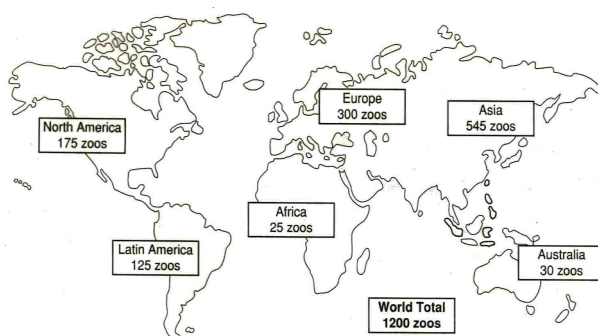 Europe
300 zoos
Asia
545 zoos
North America
175 zoos
Africa
25 zoos
Latin America
125 zoos
Australia
30 zoos
World Total
1200 zoos